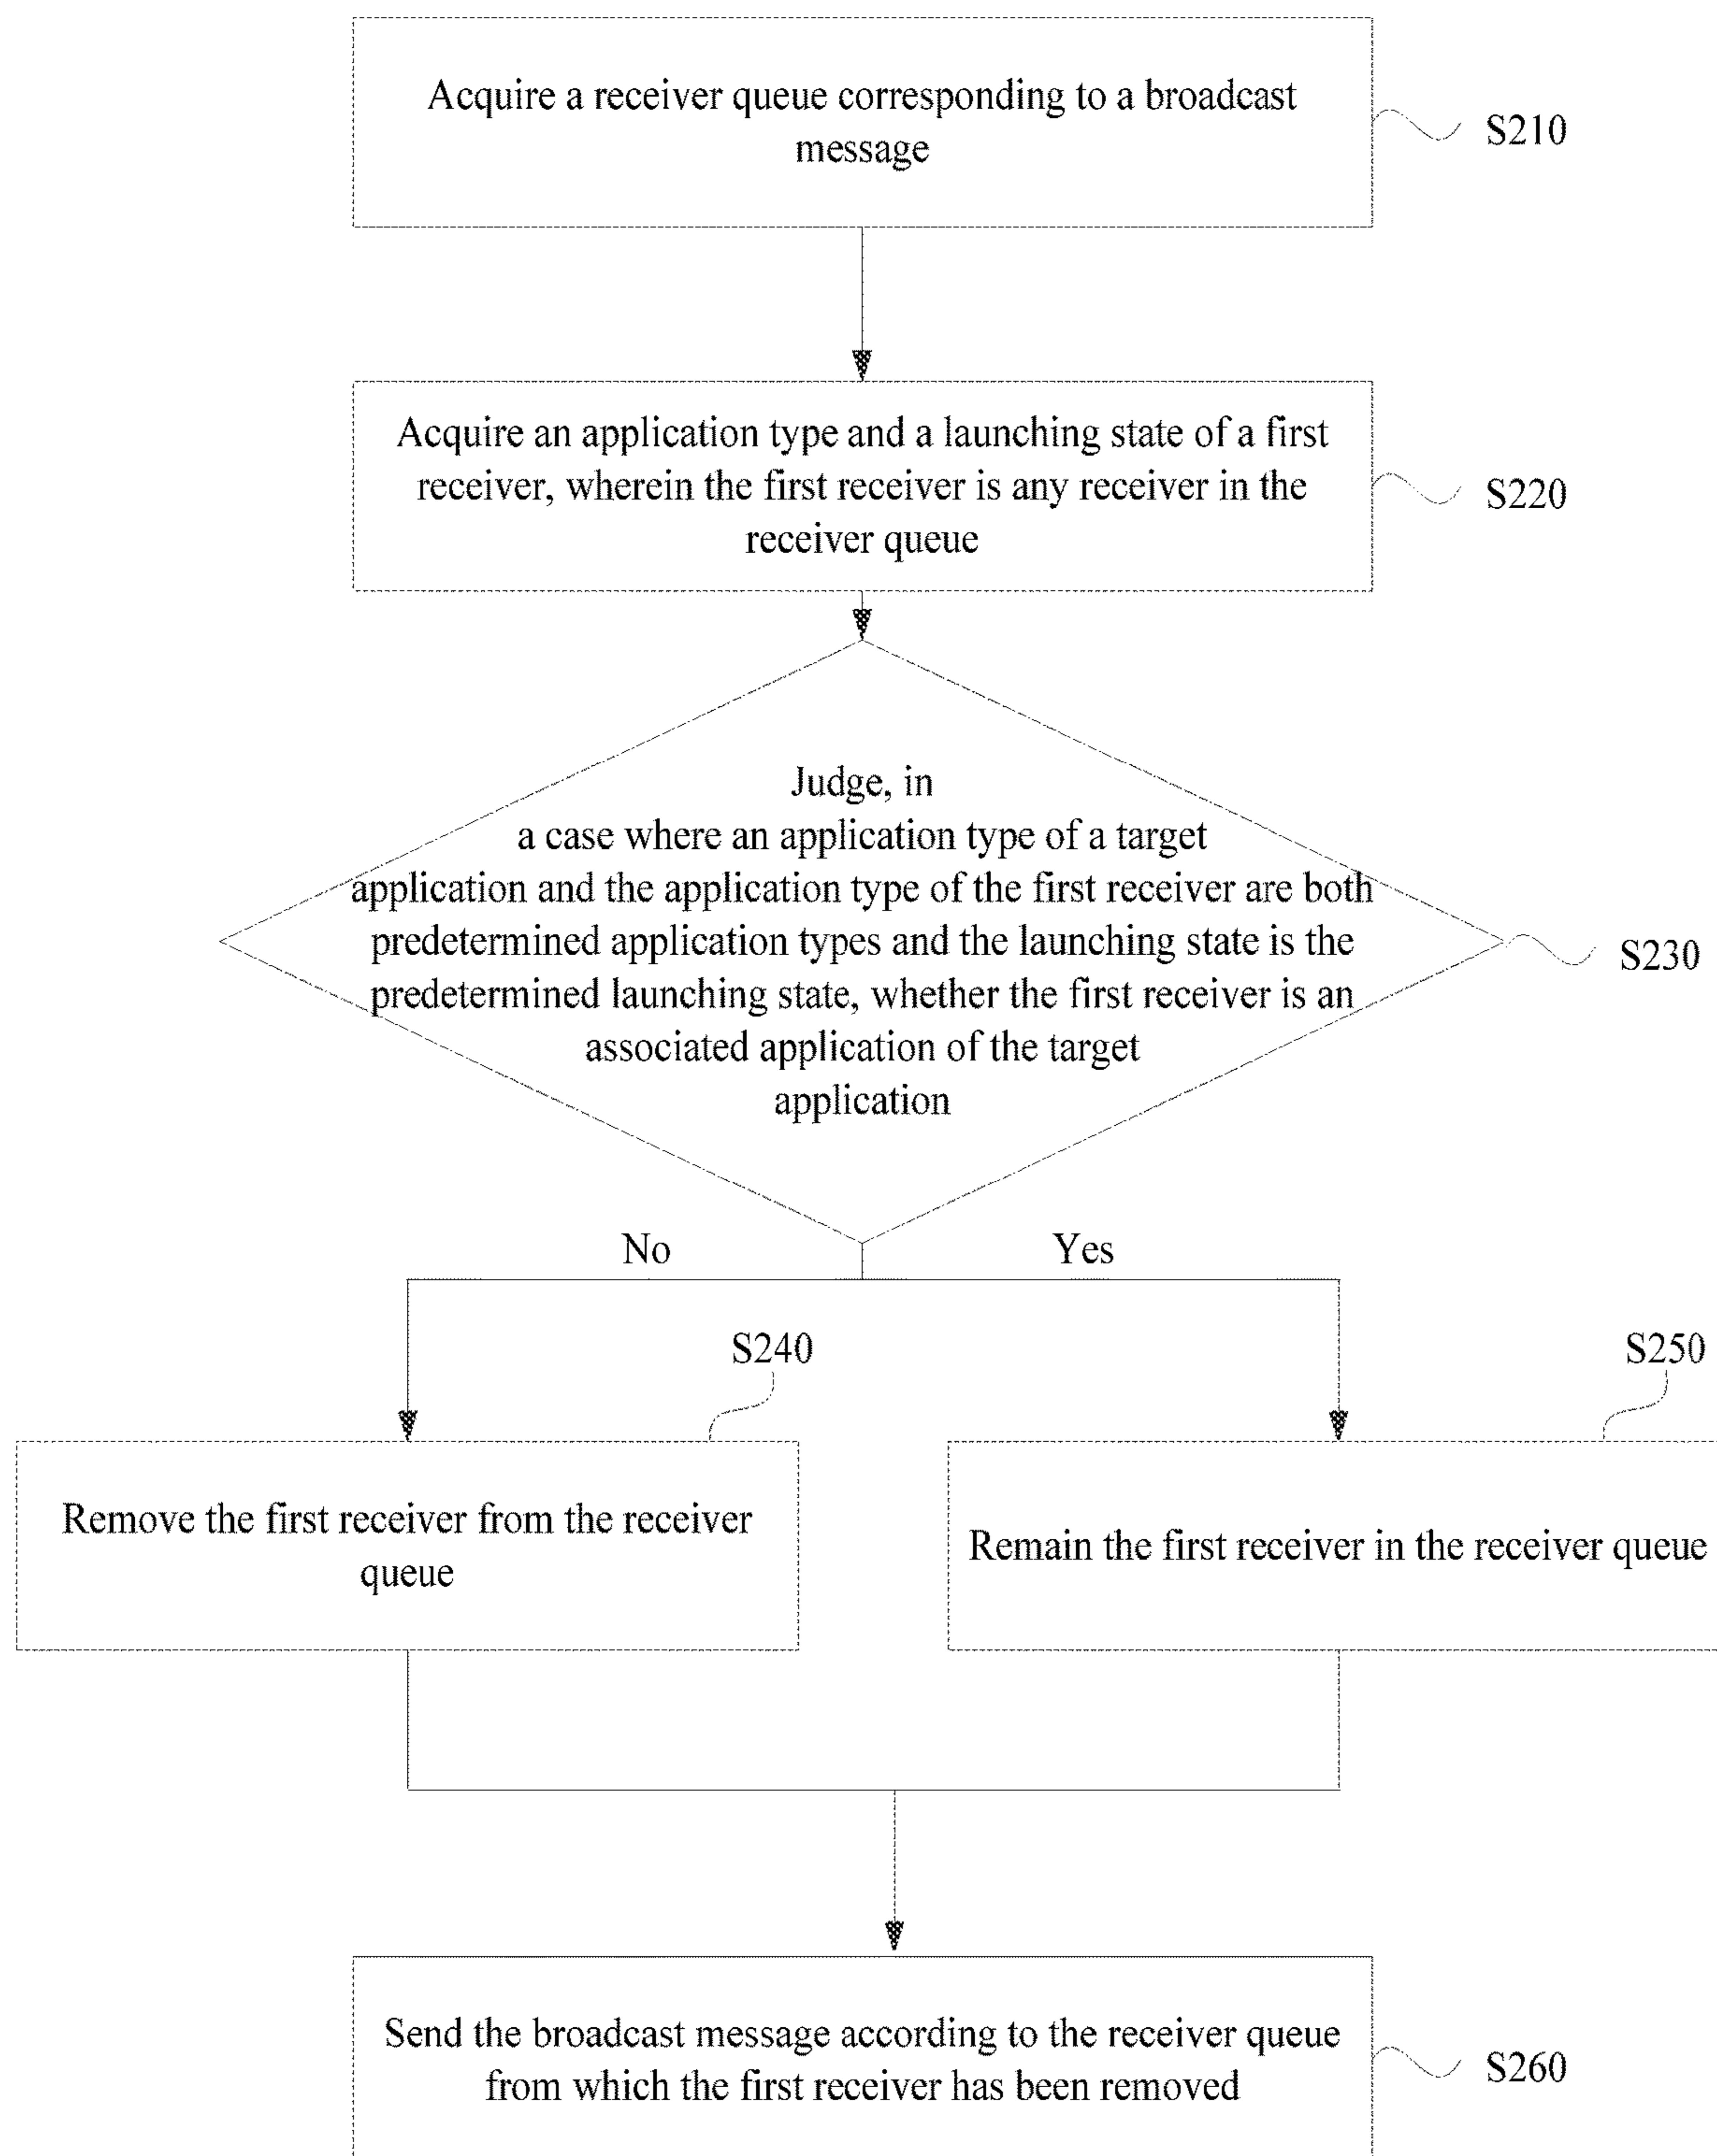 Acquire a receiver queue corresponding to a broadcast
message
S210
Acquire an application type and a launching state of a first
receiver, wherein the first receiver is any receiver in the
receiver queue
S220
Judge, in
a case where an application type of a target
application and the application type of the first receiver are both
predetermined application types and the launching state is the
predetermined launching state, whether the first receiver is an
associated application of the target
application
S230
No
Yes
S240
S250
Remove the first receiver from the receiver
queue
Remain the first receiver in the receiver queue
Send the broadcast message according to the receiver queue
from which the first receiver has been removed
S260